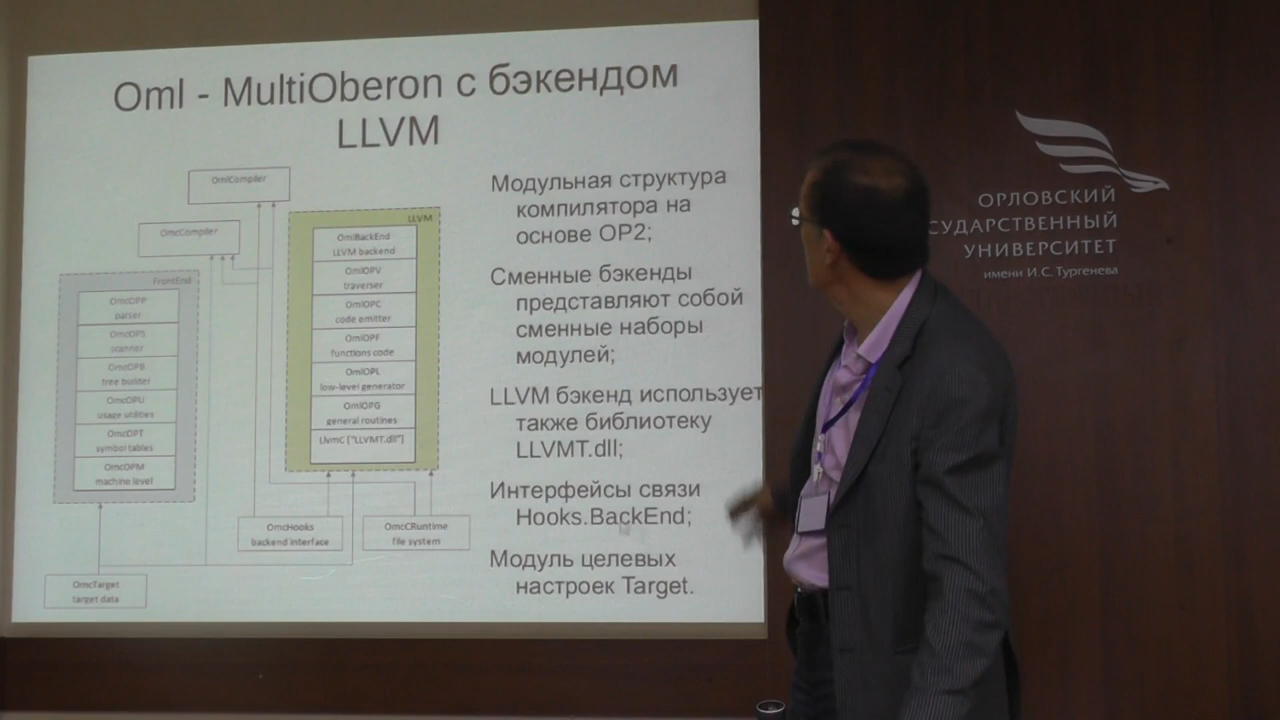 Oml - MultiOberon с бэкендом
LLVM
OmlCompiler
OmcCompiler
FrontEnd
OmcOPP
parser
OmcOPS
scanner
OmcOPB
tree builder
OmcOPU
usage utilities
OmcOPT
symbol tables
OmcOPM
machine level
LLVM
OmlBackEnd
LLVM backend
OmlOPV
traverser
OmlOPC
code emitter
OmlOPF
functions code
OmlOPL
low-level generator
OmlOPG
general routines
LlvmC ["LLVMT.dll"]
OmcHooks
backend interface
OmcCRuntime
file system
OmcTarget
target data
Модульная структура
компилятора на
основе OP2;
Сменные бэкенды
представляют собой
сменные наборы
модулей;
LLVM бэкенд использует
также библиотеку
LLVMT.dll;
Интерфейсы связи
Hooks.BackEnd;
Модуль целевых
настроек Target.
ОРЛОВСКИЙ
СУДАРСТВЕННЫЙ
УНИВЕРСИТЕТ
имени И.С. Тургенева